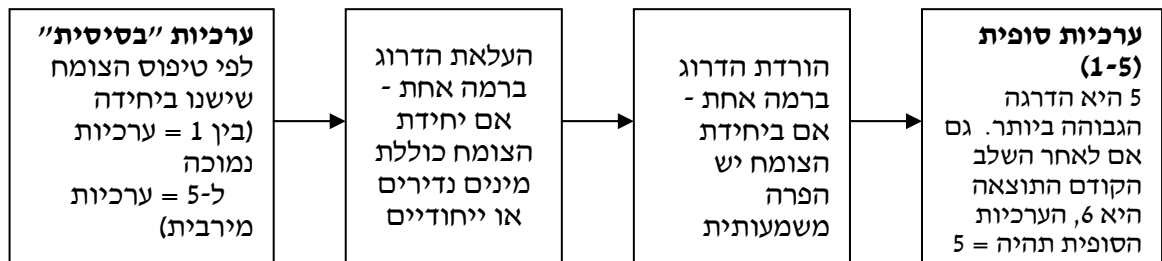 ערכיות "בסיסית"
לפי טיפוס הצומח
שישנו ביחידה
(בין 1 = ערכיות
נמוכה
ל-5 = ערכיות
מירבית)
העלאת הדרוג
ברמה אחת -
אם יחידת
הצומח כוללת
מינים נדירים
או ייחודיים
הורדת הדרוג
ברמה אחת -
אם ביחידת
הצומח יש
הפרה
משמעותית
ערכיות סופית
(1-5)
5 היא הדרגה
הגבוהה ביותר. גם
אם לאחר השלב
הקודם התוצאה
היא 6, הערכיות
הסופית תהיה = 5